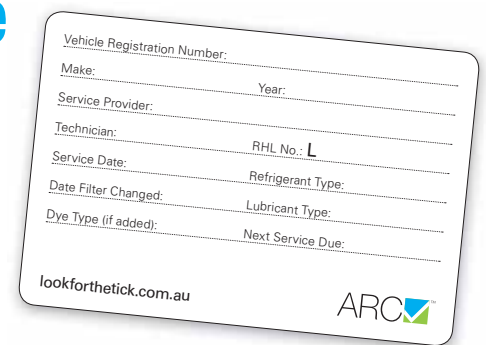 e
Vehicle Registration Number:
Make: Year:
Service Provider:
Technician: RHL No.: L
Service Date: Refrigerant Type:
Date Filter Changed: Lubricant Type:
Dye Type (if added): Next Service Due:
lookforthetick.com.au
ARC ™